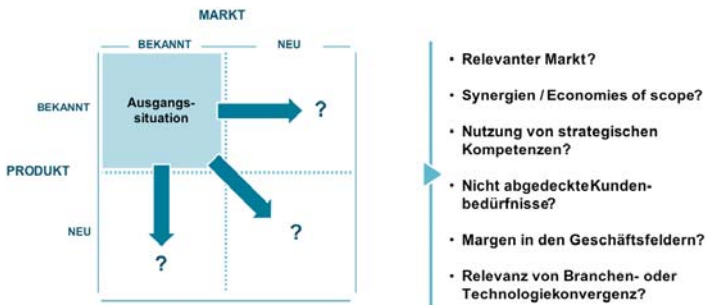 MARKT
BEKANNT NEU
BEKANNT
Ausgangs-
situation
?
PRODUKT
NEU
?
?
• Relevanter Markt?
• Synergien / Economies of scope?
• Nutzung von strategischen
Kompetenzen?
• Nicht abgedeckteKunden-
bedürfnisse?
• Margen in den Geschäftsfeldern?
• Relevanz von Branchen- oder
Technologiekonvergenz?